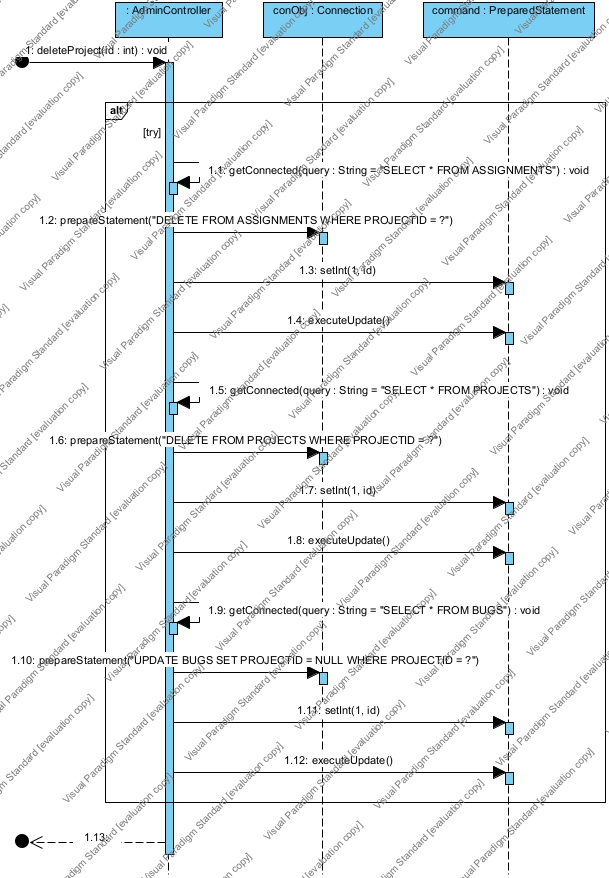 : AdminController
conObj : Connection
command : PreparedStatement
1: deleteProject(id : int) : void
alt
[try]
1.1: getConnected(query : String = "SELECT * FROM ASSIGNMENTS") : void
1.2: prepareStatement("DELETE FROM ASSIGNMENTS WHERE PROJECTID = ?")
1.3: setInt(1, id)
1.4: executeUpdate()
1.5: getConnected(query : String = "SELECT * FROM PROJECTS") : void
1.6: prepareStatement("DELETE FROM PROJECTS WHERE PROJECTID = ?")
1.7: setInt(1, id)
1.8: executeUpdate()
1.9: getConnected(query : String = "SELECT * FROM BUGS") : void
1.10: prepareStatement("UPDATE BUGS SET PROJECTID = NULL WHERE PROJECTID = ?")
1.11: setInt(1, id)
1.12: executeUpdate()
1.13:
Visual Paradigm Standard [evaluation copy]